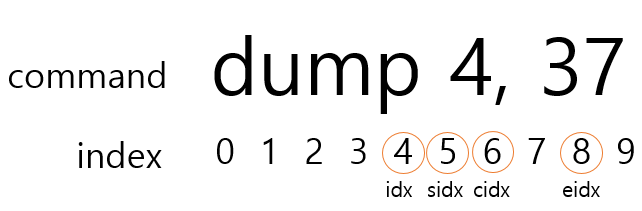 command dump 4, 37
index 0 1 2 3 4 5 6 7 8 9
idx sidx cidx eidx